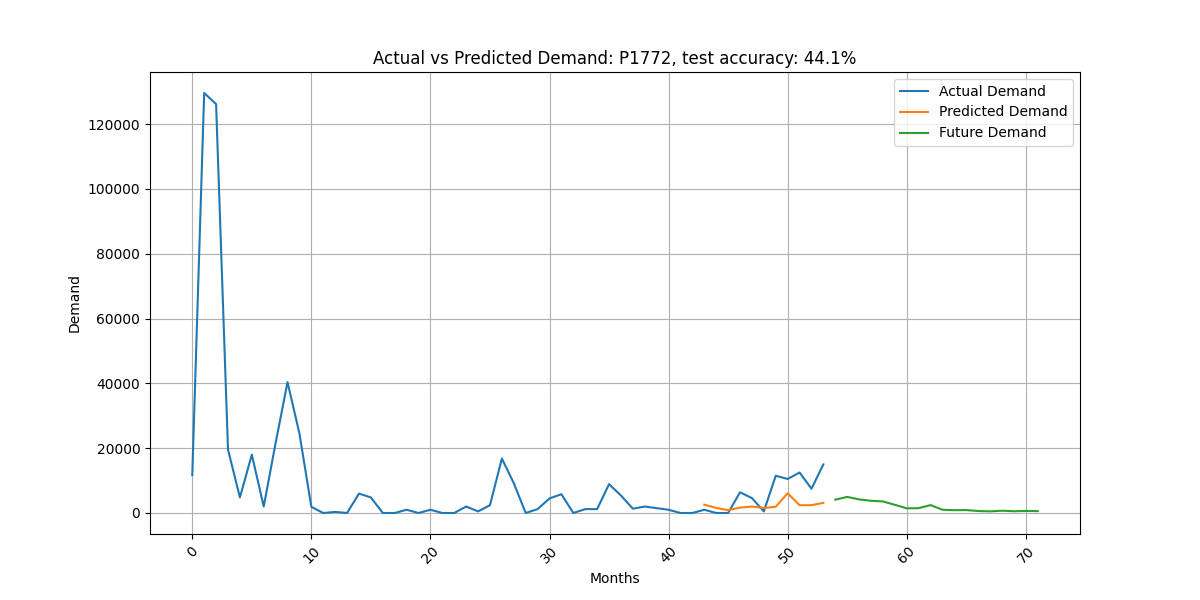 Actual vs Predicted Demand: P1772, test accuracy: 44.1%
Actual Demand
Predicted Demand
Future Demand
Demand
120000
100000
80000
60000
40000
20000
0
0
10
20
30
40
50
60
70
Months